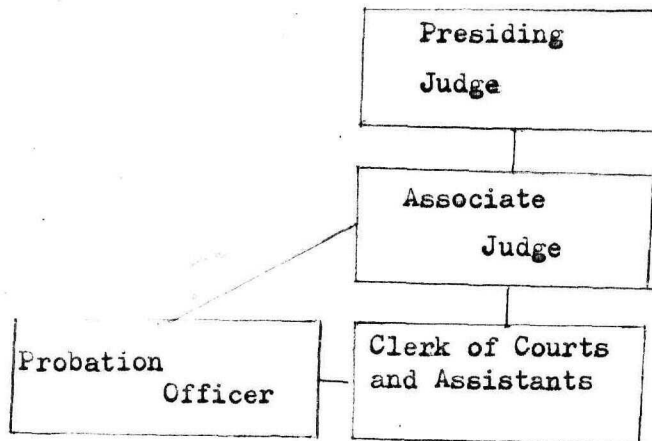 Presiding
Judge
Associate
Judge
Probation
Officer
Clerk of Courts
and Assistants